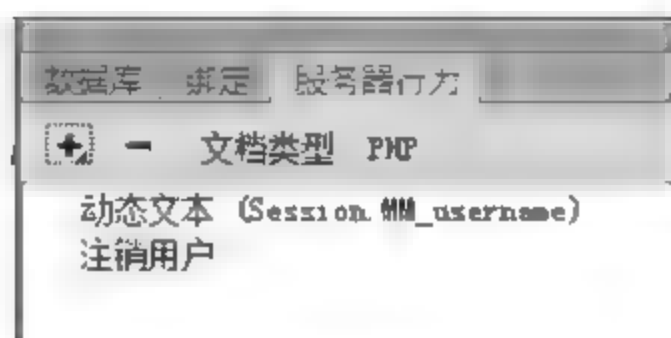 数据库 绑定 服务器行为
+ - 文档类型 PHP
动态文本 (Session.MM_username)
注销用户